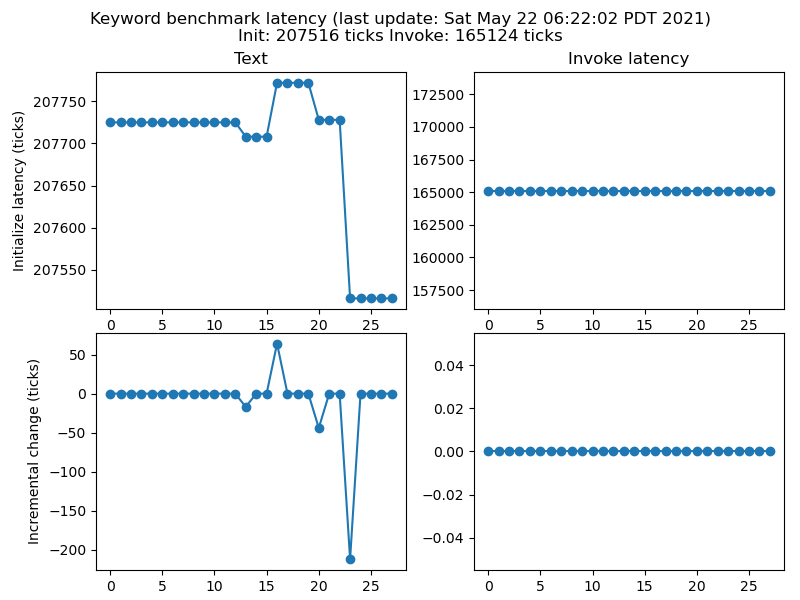 Keyword benchmark latency (last update: Sat May 22 06:22:02 PDT 2021)
Init: 207516 ticks Invoke: 165124 ticks
Text
Initialize latency (ticks)
207750
207700
207650
207600
207550
0 5 10 15 20 25
Invoke latency
172500
170000
167500
165000
162500
160000
157500
0 5 10 15 20 25
Incremental change (ticks)
50
0
−50
−100
−150
−200
0 5 10 15 20 25
0.04
0.02
0.00
−0.02
−0.04
0 5 10 15 20 25